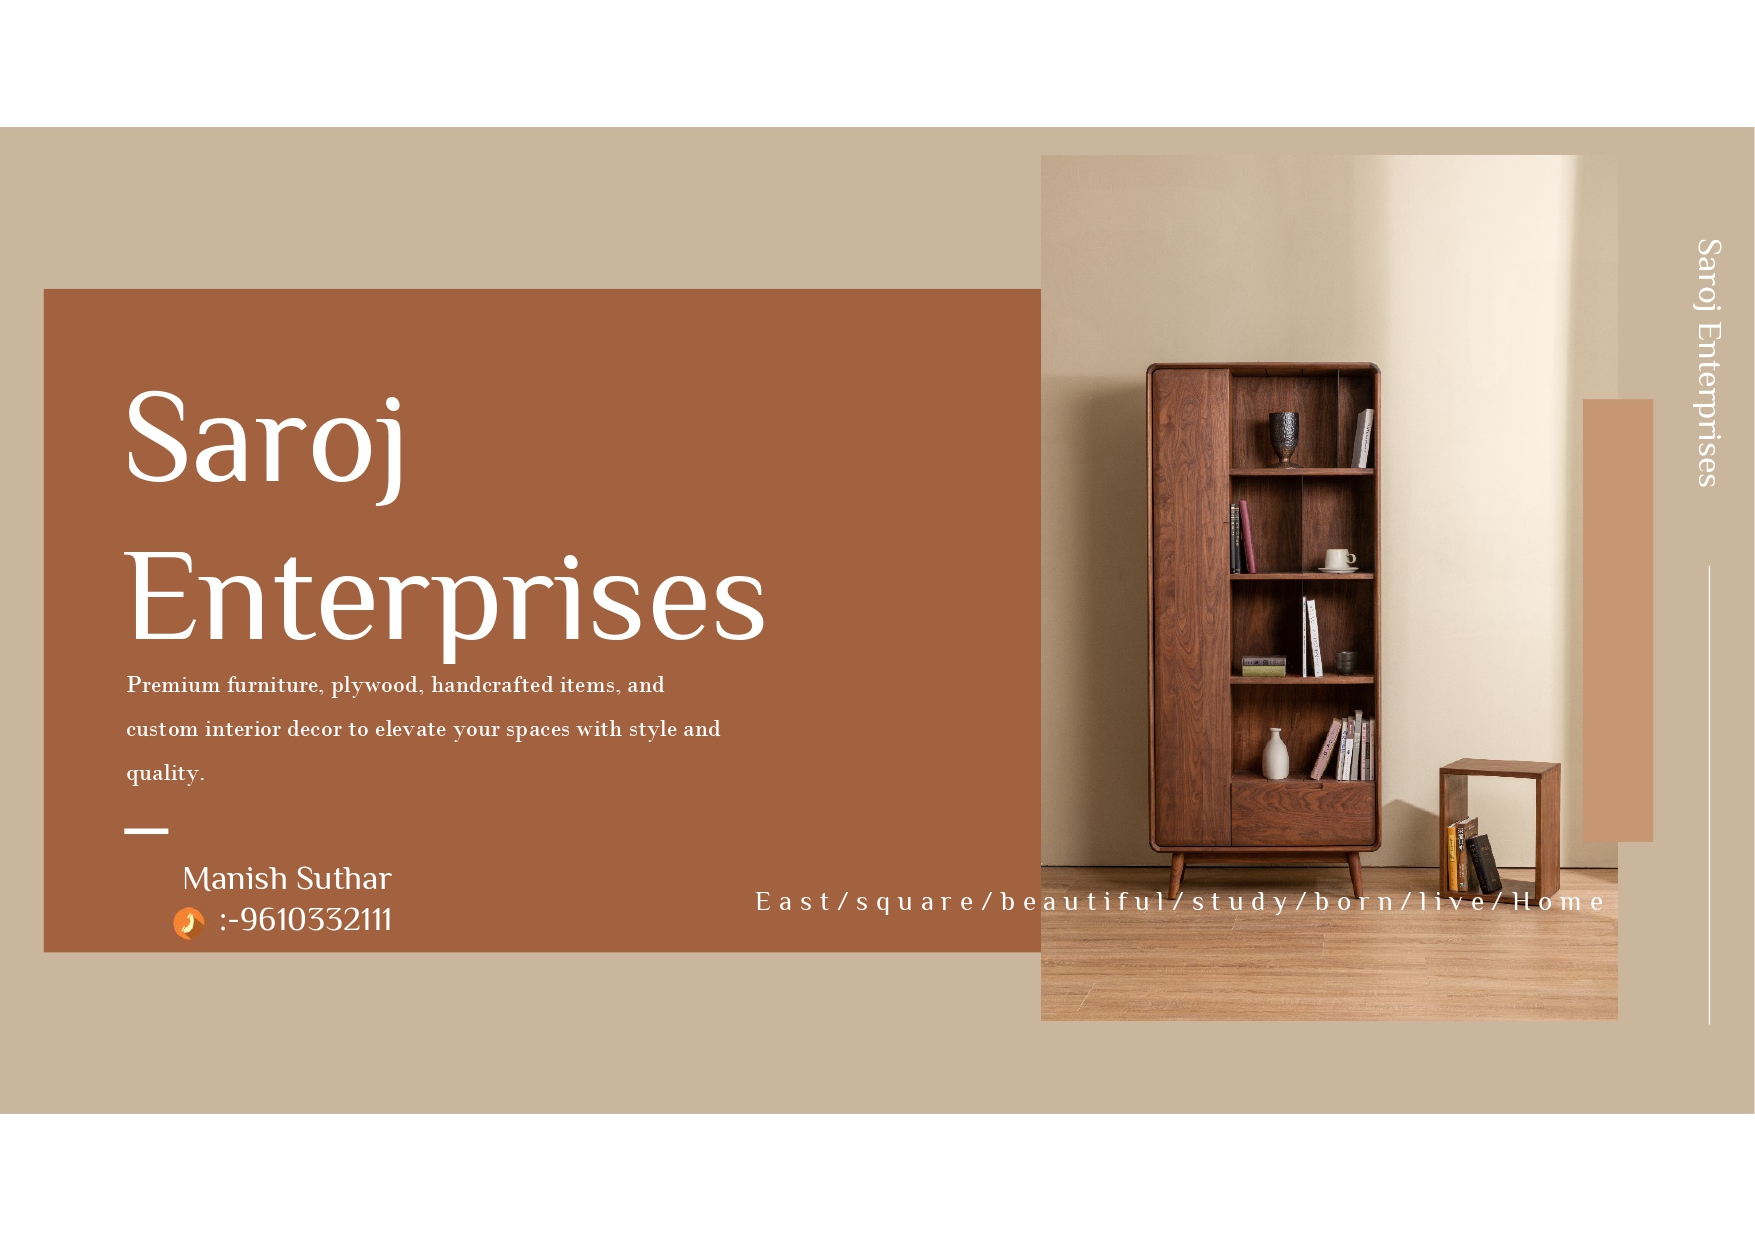 Saroj
Enterprises
Premium furniture, plywood, handcrafted items, and
custom interior decor to elevate your spaces with style and
quality.
Manish Suthar
:-9610332111
East/square/beautiful/study/born/live/Home
Saroj Enterprises